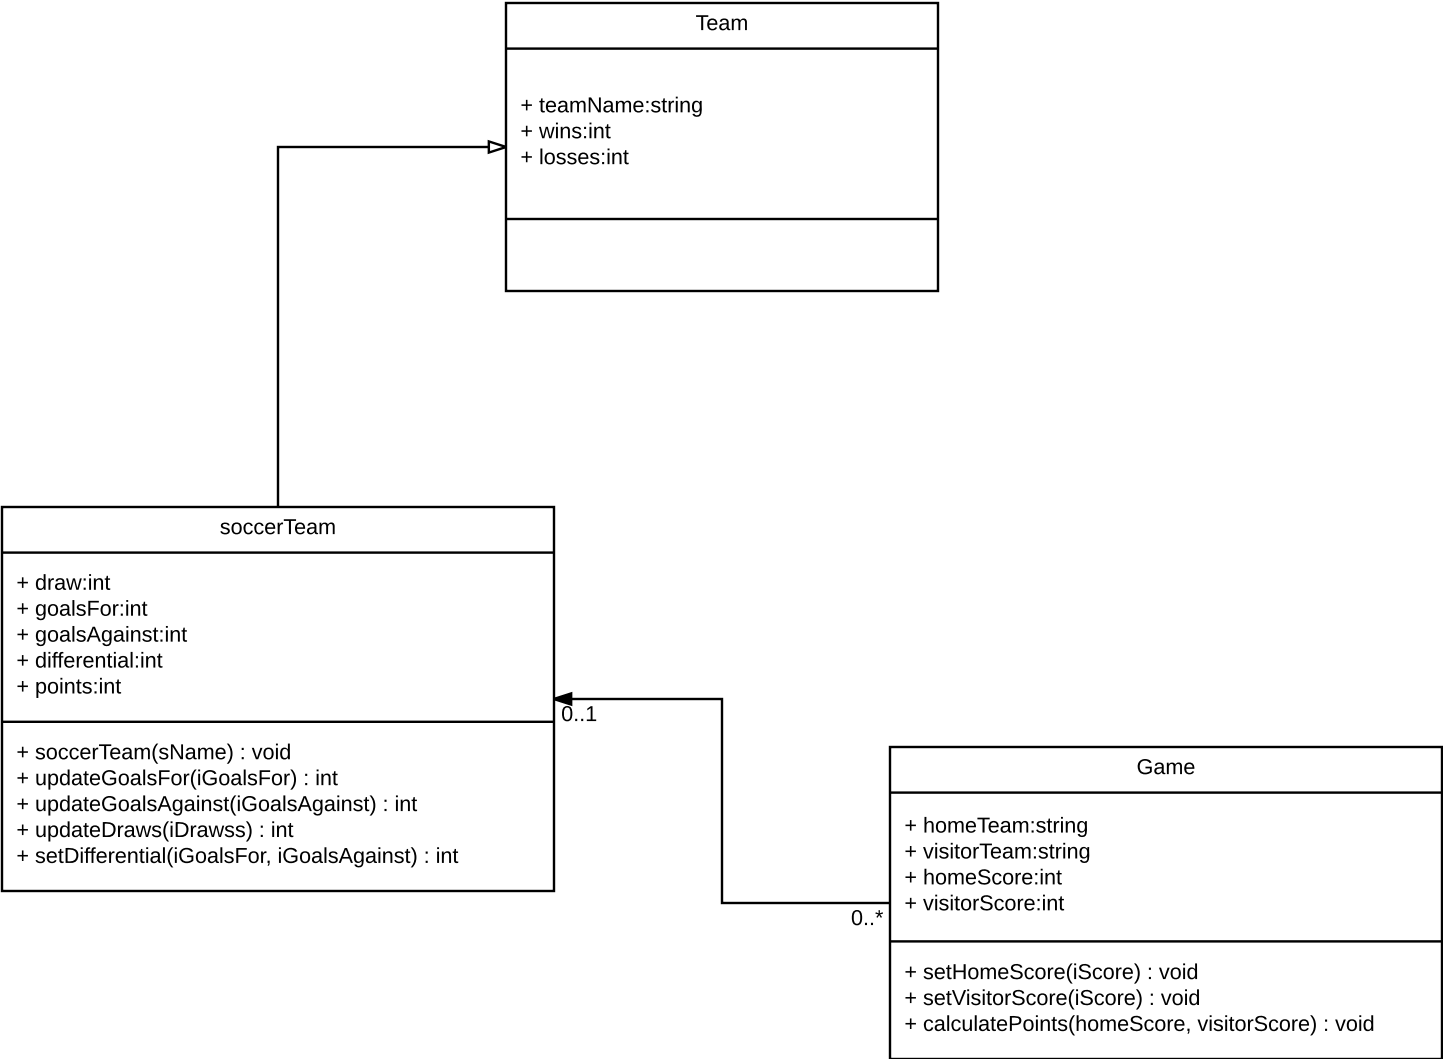 Team
+ teamName:string
+ wins:int
+ losses:int
soccerTeam
+ draw:int
+ goalsFor:int
+ goalsAgainst:int
+ differential:int
+ points:int
+ soccerTeam(sName) : void
+ updateGoalsFor(iGoalsFor) : int
+ updateGoalsAgainst(iGoalsAgainst) : int
+ updateDraws(iDrawss) : int
+ setDifferential(iGoalsFor, iGoalsAgainst) : int
0..1
0..*
Game
+ homeTeam:string
+ visitorTeam:string
+ homeScore:int
+ visitorScore:int
+ setHomeScore(iScore) : void
+ setVisitorScore(iScore) : void
+ calculatePoints(homeScore, visitorScore) : void